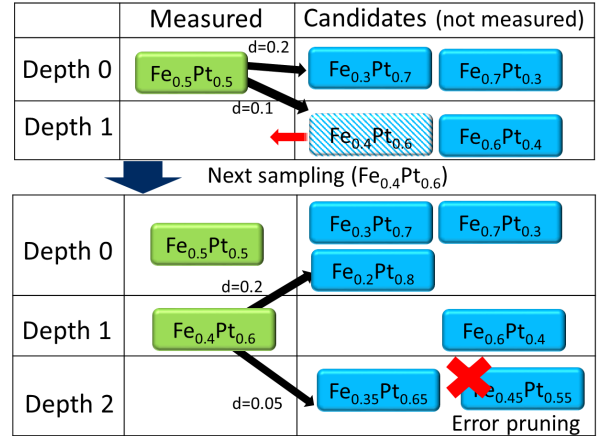 Measured Candidates (not measured)
Depth 0 Fe0.5Pt0.5 d=0.2 Fe0.3Pt0.7 Fe0.7Pt0.3
d=0.1
Depth 1 Fe0.4Pt0.6 Fe0.6Pt0.4
Next sampling (Fe0.4Pt0.6)
Fe0.3Pt0.7 Fe0.7Pt0.3
Depth 0 Fe0.5Pt0.5
Fe0.2Pt0.8
d=0.2
Depth 1 Fe0.4Pt0.6 Fe0.6Pt0.4
Depth 2 d=0.05 Fe0.35Pt0.65 Fe0.45Pt0.55
Error pruning